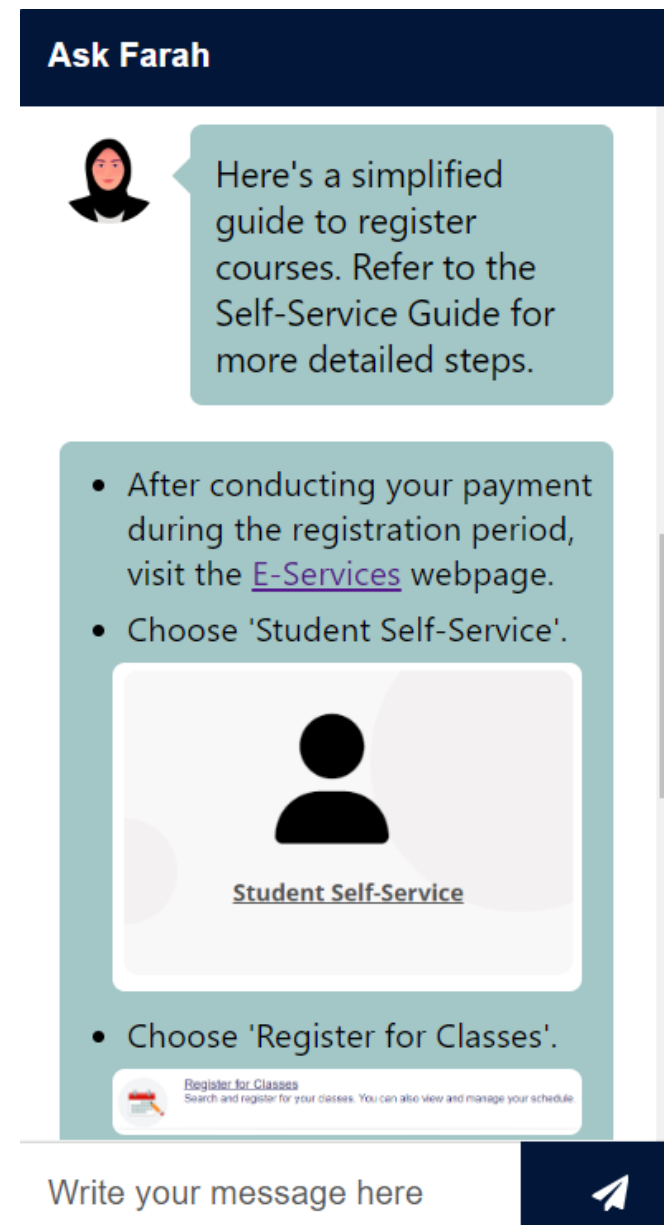 Ask Farah
Here's a simplified
guide to register
courses. Refer to the
Self-Service Guide for
more detailed steps.
• After conducting your payment
during the registration period,
visit the E-Services webpage.
• Choose 'Student Self-Service'.
Student Self-Service
• Choose 'Register for Classes'.
Register for Classes
Search and register for your classes. You can also view and manage your schedule.
Write your message here